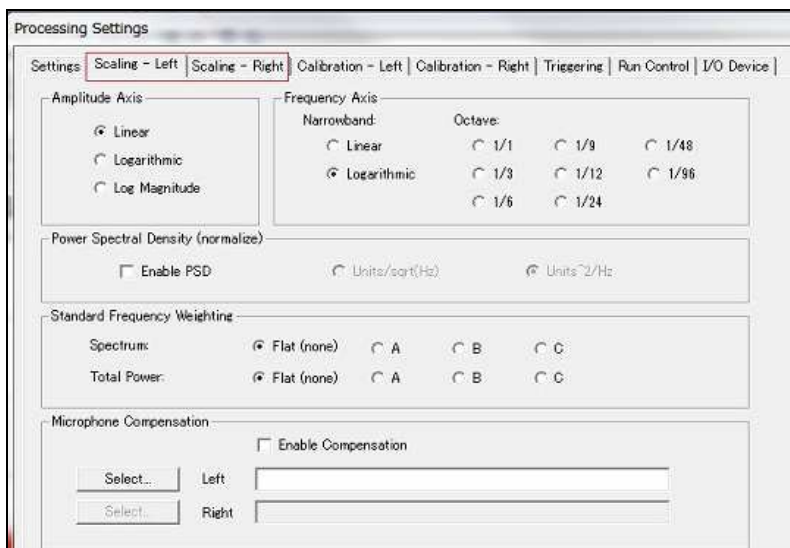 Processing Settings
Settings Scaling - Left Scaling - Right Calibration - Left Calibration - Right Triggering Run Control I/O Device
Amplitude Axis
Linear
Logarithmic
Log Magnitude
Frequency Axis
Narrowband: Octave:
Linear 1/1 1/9 1/48
Logarithmic 1/3 1/12 1/96
1/6 1/24
Power Spectral Density (normalize)
Enable PSD Units/sqrt(Hz) Units^2/Hz
Standard Frequency Weighting
Spectrum: Flat (none) A B C
Total Power: Flat (none) A B C
Microphone Compensation
Enable Compensation
Select... Left
Select... Right